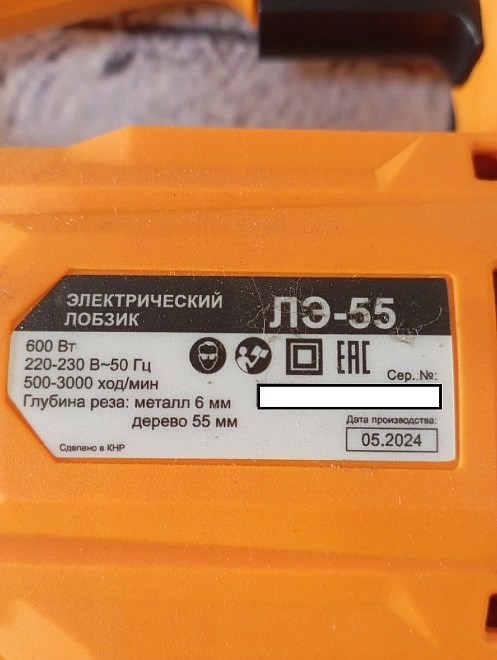 ЭЛЕКТРИЧЕСКИЙ
ЛОБЗИК
ЛЭ-55
600 Вт
220-230 В~50 Гц
500-3000 ход/мин
Глубина реза: металл 6 мм
дерево 55 мм
Сделано в КНР
EAC
Сер. №:
Дата производства:
05.2024